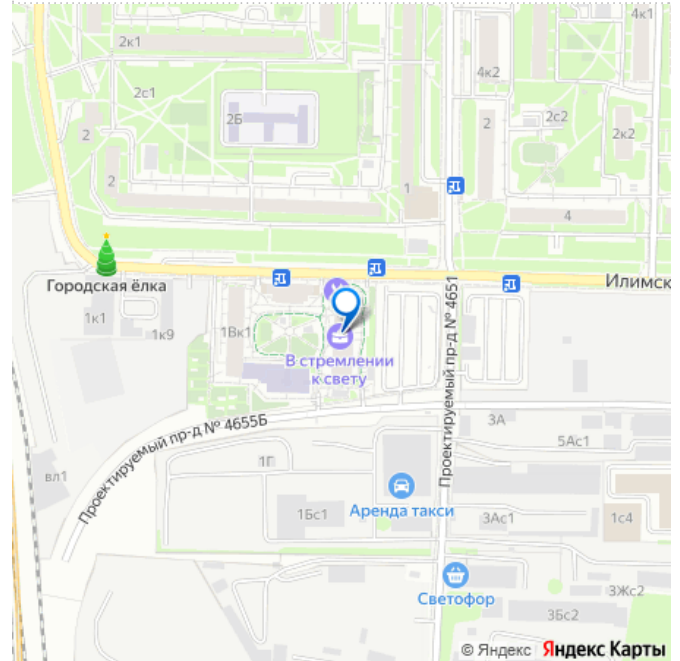 2к1
4к1
2с1
4к2
2Б
2
2
2с2
2к2
2
1
4
Городская ёлка
Илимск
1к1
1к9
1Вк1
В стремлении
к свету
Проектируемый пр-д № 4651
Проектируемый пр-д № 4655Б
3А
5Ас1
1Г
вл1
Аренда такси
1Бс1
3Ас1
1с4
Светофор
3Жс2
3Бс2
© Яндекс Яндекс Карты